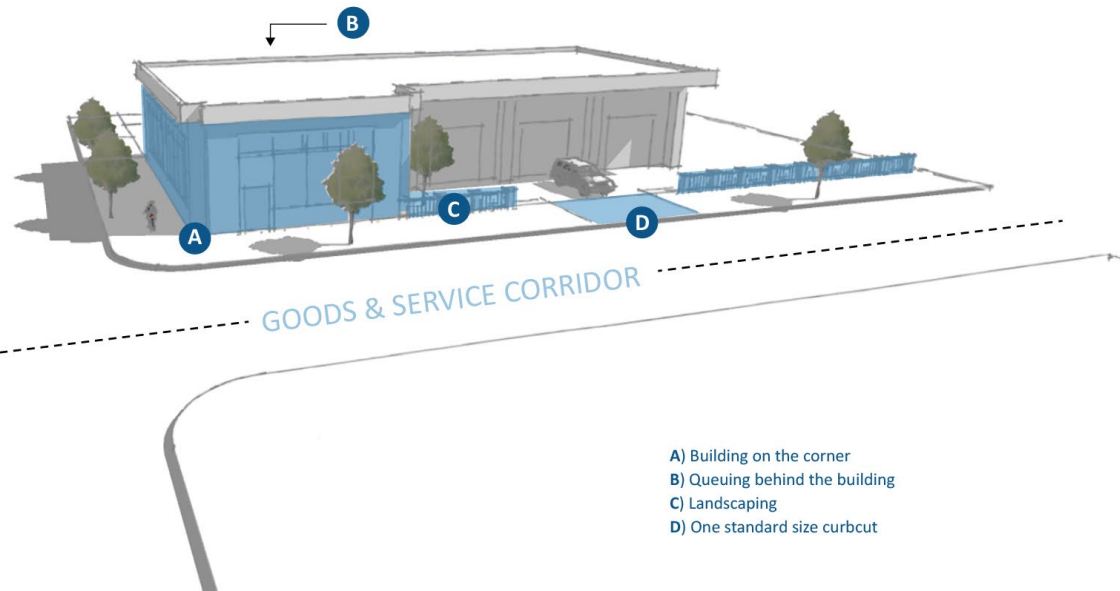 B
A
C
D
GOODS & SERVICE CORRIDOR
A) Building on the corner
B) Queuing behind the building
C) Landscaping
D) One standard size curbcut